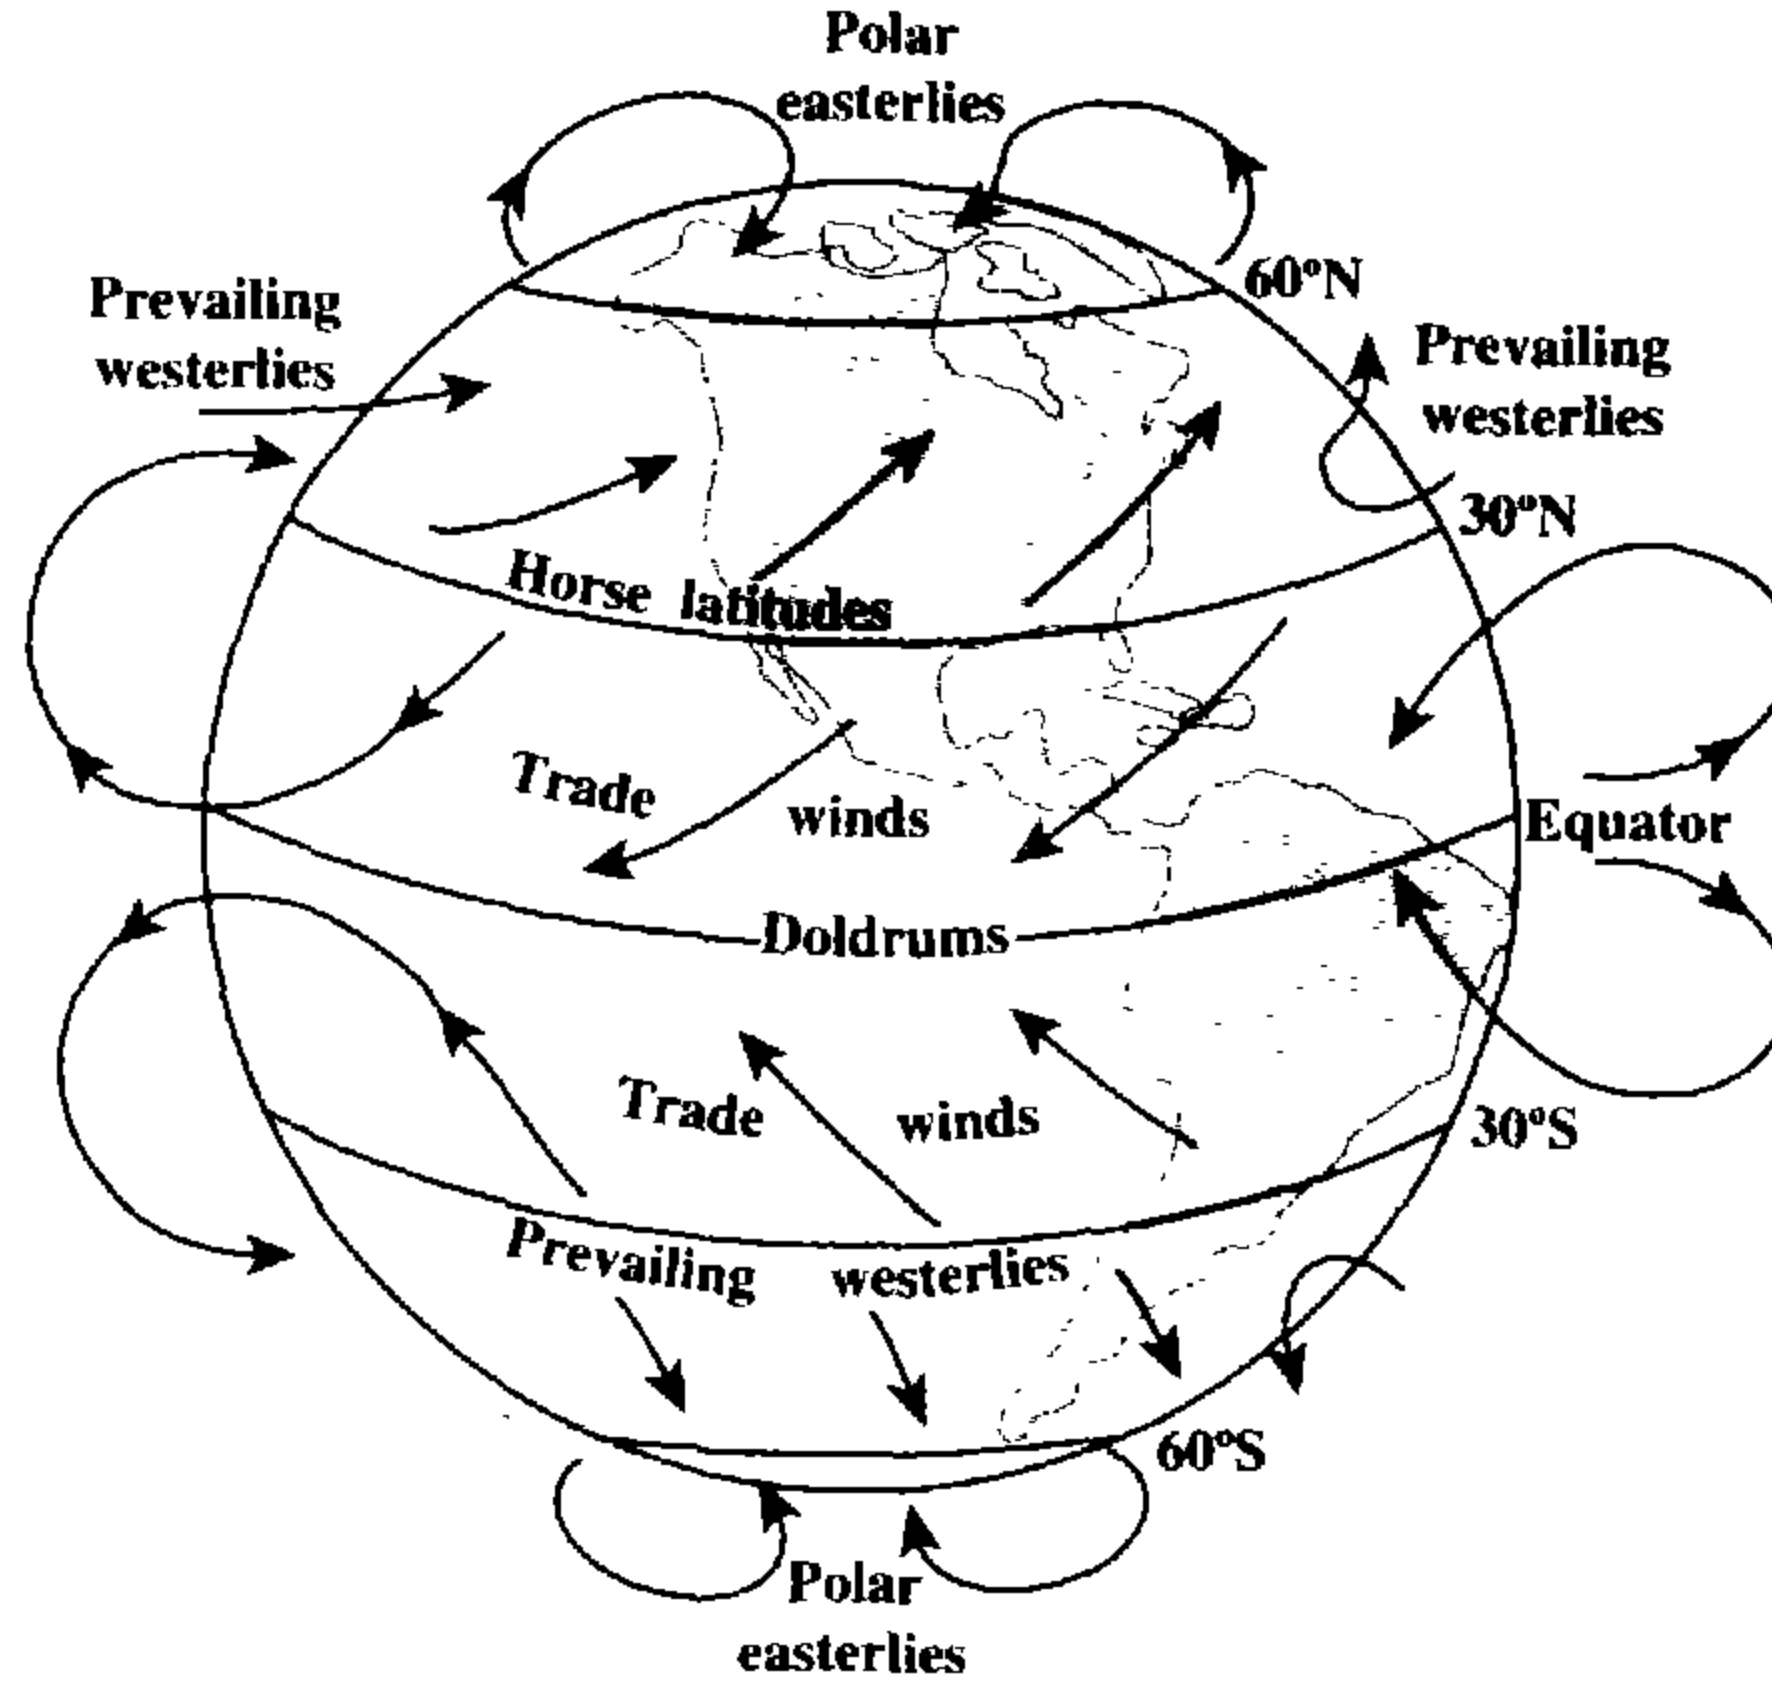 Polar
easterlies
60°N
Prevailing
westerlies
Prevailing
westerlies
30°N
Horse latitudes
Trade winds
Equator
Doldrums
Trade winds
30°S
Prevailing westerlies
60°S
Polar
easterlies